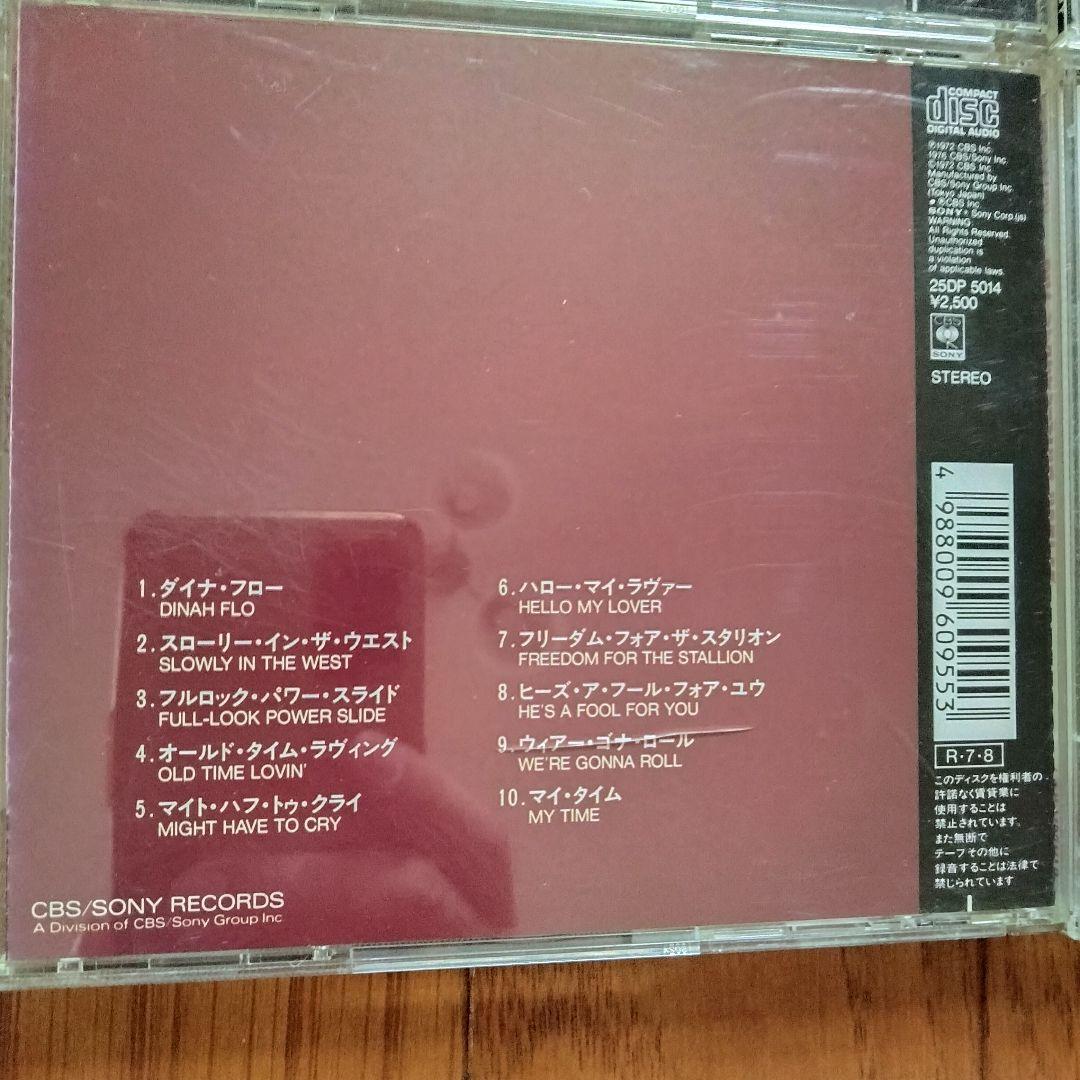 1.ダイナ・フロー
DINAH FLO
2.スローリー・イン・ザ・ウエスト
SLOWLY IN THE WEST
3.フルロック・パワー・スライド
FULL-LOOK POWER SLIDE
4.オールド・タイム・ラヴィング
OLD TIME LOVIN'
5.マイト・ハフ・トゥ・クライ
MIGHT HAVE TO CRY
6.ハロー・マイ・ラヴァー
HELLO MY LOVER
7.フリーダム・フォア・ザ・スタリオン
FREEDOM FOR THE STALLION
8.ヒーズ・ア・フール・フォア・ユウ
HE'S A FOOL FOR YOU
9.ウィアー・ゴナ・ロール
WE'RE GONNA ROLL
10.マイ・タイム
MY TIME
CBS/SONY RECORDS
A Division of CBS/Sony Group Inc
COMPACT
disc
DIGITAL AUDIO
℗1972 CBS Inc.
1976 CBS/Sony Inc.
©1972 CBS Inc.
Manufactured by
CBS/Sony Group Inc.
(Tokyo Japan)
®CBS Inc.
SONY® Sony Corp.(js)
WARNING:
All Rights Reserved.
Unauthorized
duplication is
a violation
of applicable laws.
25DP 5014
¥2,500
CBS
SONY
STEREO
4 988009 609553
R・7・8
このディスクを権利者の
許諾なく賃貸業に
使用することは
禁止されています。
また無断で
テープその他に
録音することは法律で
禁じられています